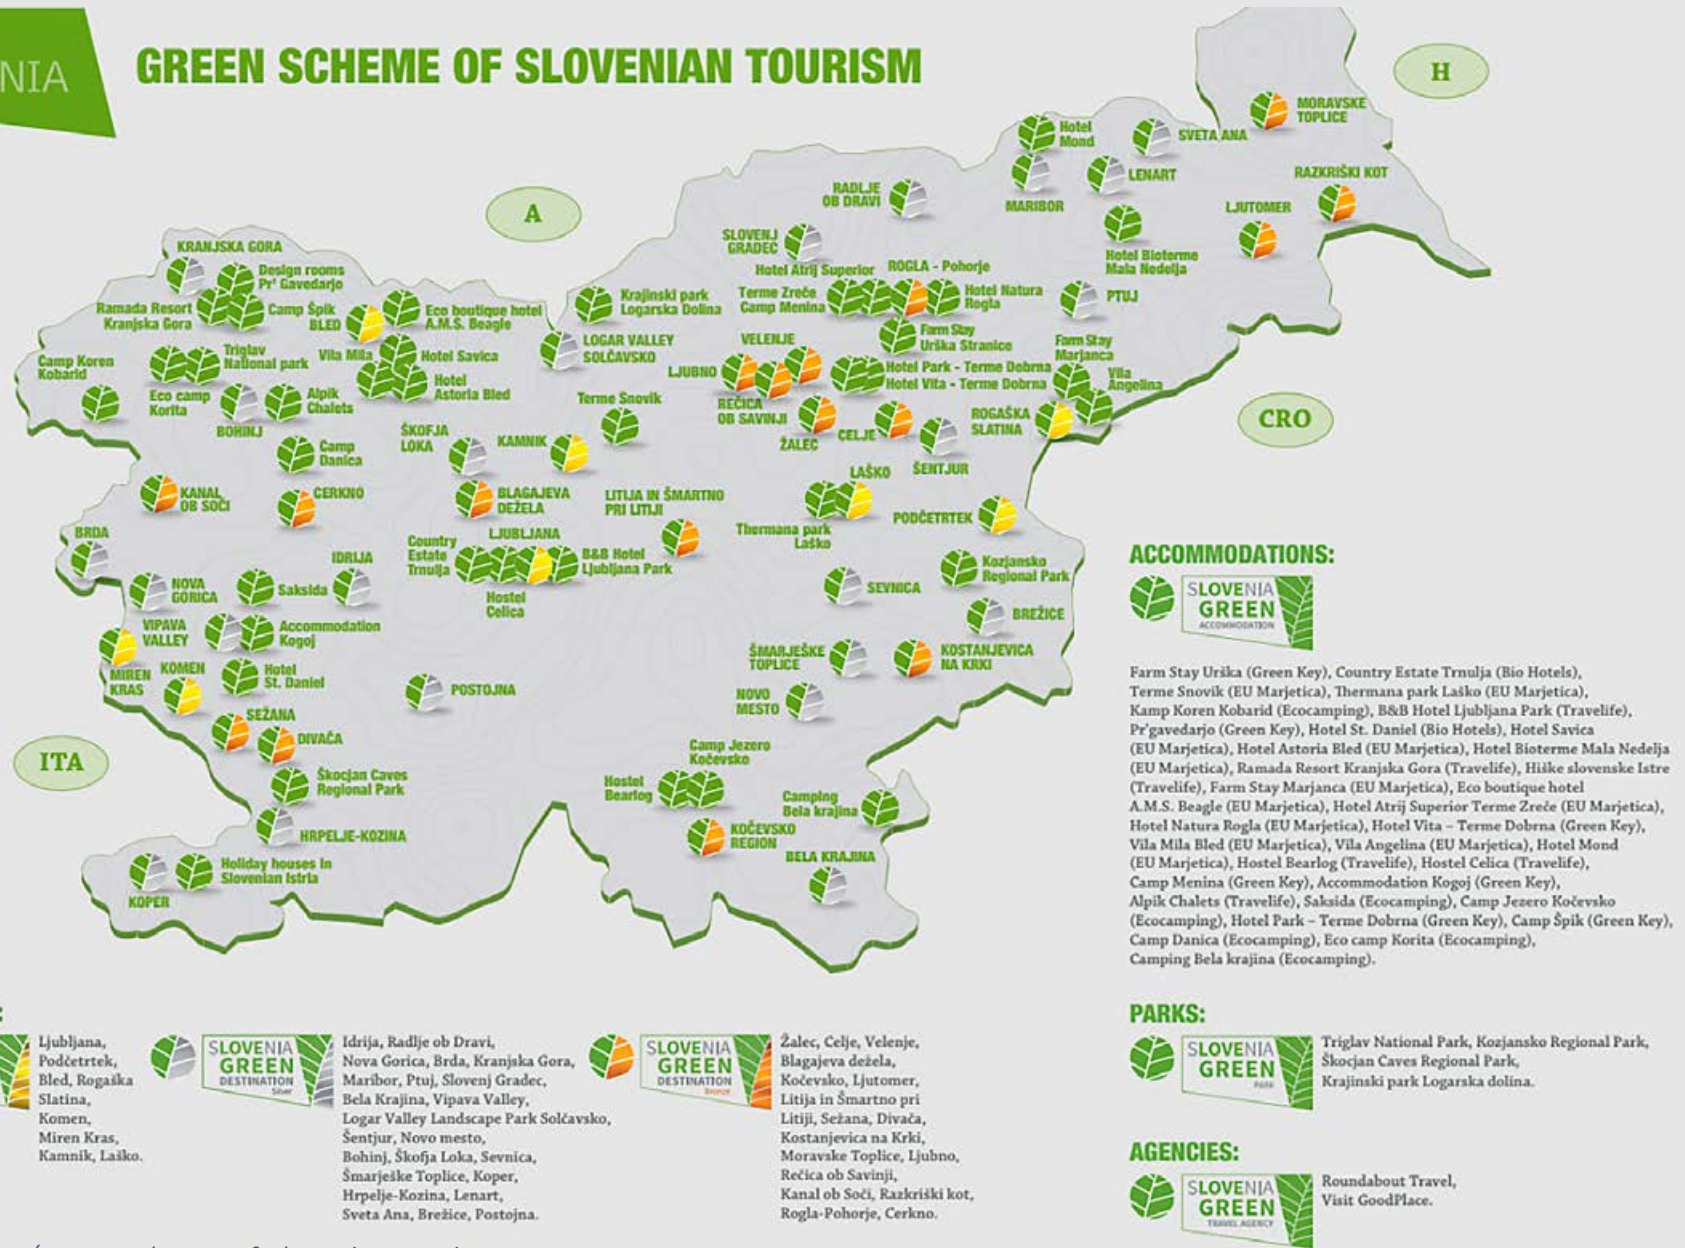 NIA
GREEN SCHEME OF SLOVENIAN TOURISM
H
A
CRO
ITA
MORAVSKE
TOPLICE
Hotel
Mond
SVETA ANA
LENART
RAZKRIŠKI KOT
RADLJE
OB DRAVI
MARIBOR
LJUTOMER
SLOVENJ
GRADEC
Hotel Bioterme
Mala Nedelja
KRANJSKA GORA
Design rooms
Pr' Gavedarjo
Hotel Atrij Superior
Terme Zreče
Camp Menina
ROGLA - Pohorje
Hotel Natura
Rogla
PTUJ
Ramada Resort
Kranjska Gora
Camp Špik
BLED
Eco boutique hotel
A.M.S. Beagle
Krajinski park
Logarska Dolina
Farm Stay
Urška Stranice
LOGAR VALLEY
SOLČAVSKO
VELENJE
Farm Stay
Marjanca
Camp Koren
Kobarid
Triglav
National park
Vila Mila
Hotel Savica
LJUBNO
Hotel Park - Terme Dobrna
Hotel Vita - Terme Dobrna
Vila
Angelina
Eco camp
Korita
Alpik
Chalets
Hotel
Astoria Bled
Terme Snovik
REČICA
OB SAVINJI
ROGAŠKA
SLATINA
BOHINJ
ŠKOFJA
LOKA
KAMNIK
ŽALEC
CELJE
ŠENTJUR
Camp
Danica
LAŠKO
KANAL
OB SOČI
CERKNO
BLAGAJEVA
DEŽELA
LITIJA IN ŠMARTNO
PRI LITIJI
Thermana park
Laško
PODČETRTEK
BRDA
IDRIJA
Country
Estate
Trnulja
LJUBLJANA
B&B Hotel
Ljubljana Park
Hostel
Celica
Kozjansko
Regional Park
NOVA
GORICA
Saksida
SEVNICA
BREŽICE
VIPAVA
VALLEY
Accommodation
Kogoj
ŠMARJEŠKE
TOPLICE
KOSTANJEVICA
NA KRKI
MIREN
KRAS
KOMEN
Hotel
St. Daniel
POSTOJNA
NOVO
MESTO
SEŽANA
DIVAČA
Camp Jezero
Kočevsko
Škocjan Caves
Regional Park
Hostel
Bearlog
Camping
Bela krajina
HRPELJE-KOZINA
KOČEVSKO
REGION
BELA KRAJINA
Holiday houses in
Slovenian Istria
KOPER
ACCOMMODATIONS:
SLOVENIA
GREEN
ACCOMMODATION
Farm Stay Urška (Green Key), Country Estate Trnulja (Bio Hotels),
Terme Snovik (EU Marjetica), Thermana park Laško (EU Marjetica),
Kamp Koren Kobarid (Ecocamping), B&B Hotel Ljubljana Park (Travelife),
Pr'gavedarjo (Green Key), Hotel St. Daniel (Bio Hotels), Hotel Savica
(EU Marjetica), Hotel Astoria Bled (EU Marjetica), Hotel Bioterme Mala Nedelja
(EU Marjetica), Ramada Resort Kranjska Gora (Travelife), Hiške slovenske Istre
(Travelife), Farm Stay Marjanca (EU Marjetica), Eco boutique hotel
A.M.S. Beagle (EU Marjetica), Hotel Atrij Superior Terme Zreče (EU Marjetica),
Hotel Natura Rogla (EU Marjetica), Hotel Vita – Terme Dobrna (Green Key),
Vila Mila Bled (EU Marjetica), Vila Angelina (EU Marjetica), Hotel Mond
(EU Marjetica), Hostel Bearlog (Travelife), Hostel Celica (Travelife),
Camp Menina (Green Key), Accommodation Kogoj (Green Key),
Alpik Chalets (Travelife), Saksida (Ecocamping), Camp Jezero Kočevsko
(Ecocamping), Hotel Park – Terme Dobrna (Green Key), Camp Špik (Green Key),
Camp Danica (Ecocamping), Eco camp Korita (Ecocamping),
Camping Bela krajina (Ecocamping).
Ljubljana,
Podčetrtek,
Bled, Rogaška
Slatina,
Komen,
Miren Kras,
Kamnik, Laško.
SLOVENIA
GREEN
DESTINATION
Silver
Idrija, Radlje ob Dravi,
Nova Gorica, Brda, Kranjska Gora,
Maribor, Ptuj, Slovenj Gradec,
Bela Krajina, Vipava Valley,
Logar Valley Landscape Park Solčavsko,
Šentjur, Novo mesto,
Bohinj, Škofja Loka, Sevnica,
Šmarješke Toplice, Koper,
Hrpelje-Kozina, Lenart,
Sveta Ana, Brežice, Postojna.
SLOVENIA
GREEN
DESTINATION
Bronze
Žalec, Celje, Velenje,
Blagajeva dežela,
Kočevsko, Ljutomer,
Litija in Šmartno pri
Litiji, Sežana, Divača,
Kostanjevica na Krki,
Moravske Toplice, Ljubno,
Rečica ob Savinji,
Kanal ob Soči, Razkriški kot,
Rogla-Pohorje, Cerkno.
PARKS:
SLOVENIA
GREEN
PARK
Triglav National Park, Kozjansko Regional Park,
Škocjan Caves Regional Park,
Krajinski park Logarska dolina.
AGENCIES:
SLOVENIA
GREEN
TRAVEL AGENCY
Roundabout Travel,
Visit GoodPlace.